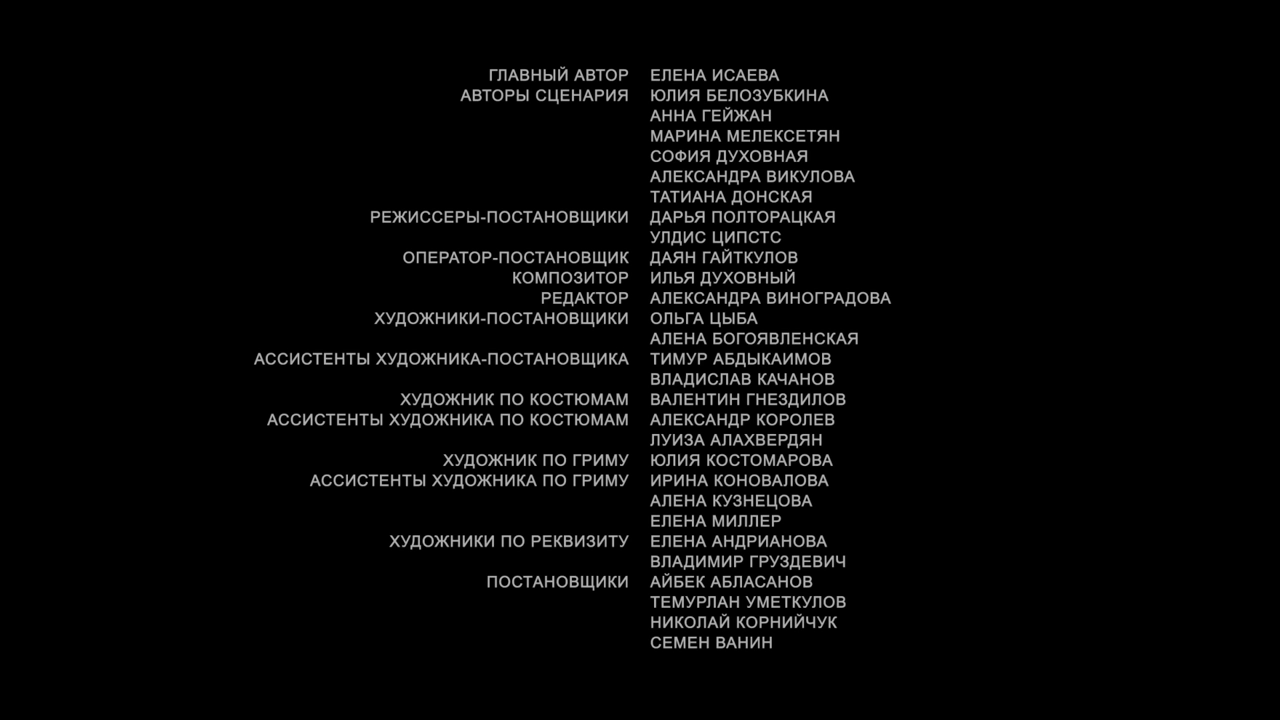 ГЛАВНЫЙ АВТОР ЕЛЕНА ИСАЕВА
АВТОРЫ СЦЕНАРИЯ ЮЛИЯ БЕЛОЗУБКИНА
АННА ГЕЙЖАН
МАРИНА МЕЛЕКСЕТЯН
СОФИЯ ДУХОВНАЯ
АЛЕКСАНДРА ВИКУЛОВА
ТАТИАНА ДОНСКАЯ
РЕЖИССЕРЫ-ПОСТАНОВЩИКИ ДАРЬЯ ПОЛТОРАЦКАЯ
УЛДИС ЦИПСТС
ОПЕРАТОР-ПОСТАНОВЩИК ДАЯН ГАЙТКУЛОВ
КОМПОЗИТОР ИЛЬЯ ДУХОВНЫЙ
РЕДАКТОР АЛЕКСАНДРА ВИНОГРАДОВА
ХУДОЖНИКИ-ПОСТАНОВЩИКИ ОЛЬГА ЦЫБА
АЛЕНА БОГОЯВЛЕНСКАЯ
АССИСТЕНТЫ ХУДОЖНИКА-ПОСТАНОВЩИКА ТИМУР АБДЫКАИМОВ
ВЛАДИСЛАВ КАЧАНОВ
ХУДОЖНИК ПО КОСТЮМАМ ВАЛЕНТИН ГНЕЗДИЛОВ
АССИСТЕНТЫ ХУДОЖНИКА ПО КОСТЮМАМ АЛЕКСАНДР КОРОЛЕВ
ЛУИЗА АЛАХВЕРДЯН
ХУДОЖНИК ПО ГРИМУ ЮЛИЯ КОСТОМАРОВА
АССИСТЕНТЫ ХУДОЖНИКА ПО ГРИМУ ИРИНА КОНОВАЛОВА
АЛЕНА КУЗНЕЦОВА
ЕЛЕНА МИЛЛЕР
ХУДОЖНИКИ ПО РЕКВИЗИТУ ЕЛЕНА АНДРИАНОВА
ВЛАДИМИР ГРУЗДЕВИЧ
ПОСТАНОВЩИКИ АЙБЕК АБЛАСАНОВ
ТЕМУРЛАН УМЕТКУЛОВ
НИКОЛАЙ КОРНИЙЧУК
СЕМЕН ВАНИН